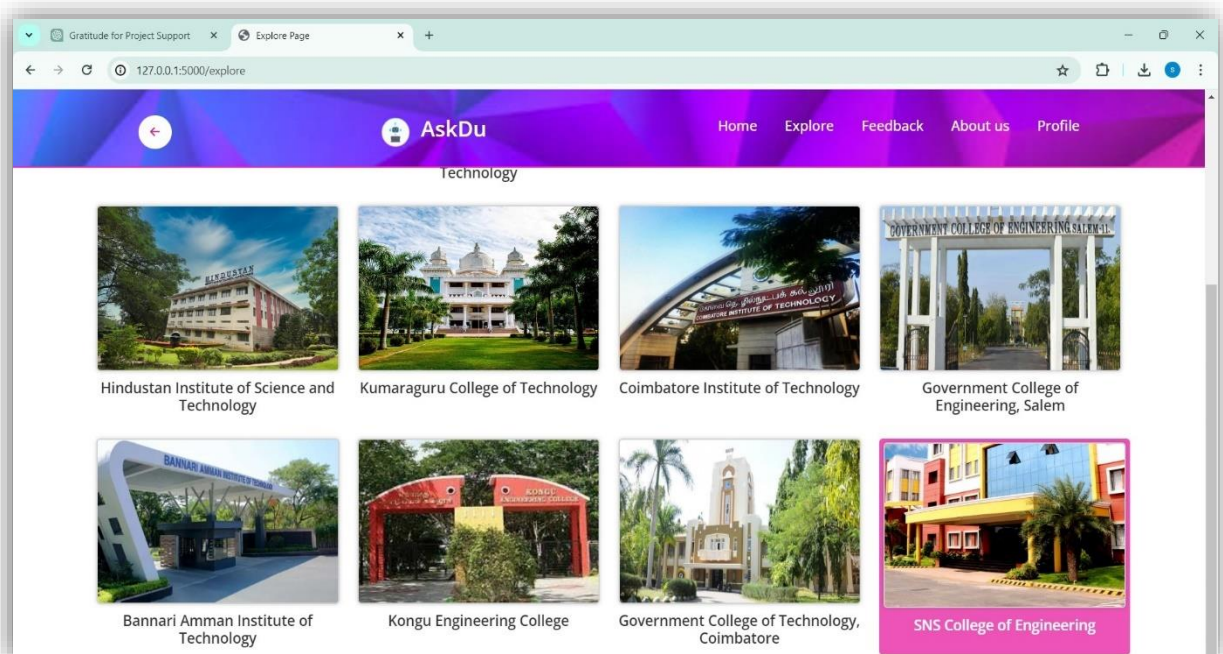 Gratitude for Project Support
Explore Page
127.0.0.1:5000/explore
AskDu
Home
Explore
Feedback
About us
Profile
Technology
HINDUSTAN
COIMBATORE INSTITUTE OF TECHNOLOGY
GOVERNMENT COLLEGE OF ENGINEERING, SALEM-11.
Hindustan Institute of Science and
Technology
Kumaraguru College of Technology
Coimbatore Institute of Technology
Government College of
Engineering, Salem
BANNARI AMMAN INSTITUTE OF TECHNOLOGY
KONGU
ENGINEERING COLLEGE
Bannari Amman Institute of
Technology
Kongu Engineering College
Government College of Technology,
Coimbatore
SNS College of Engineering